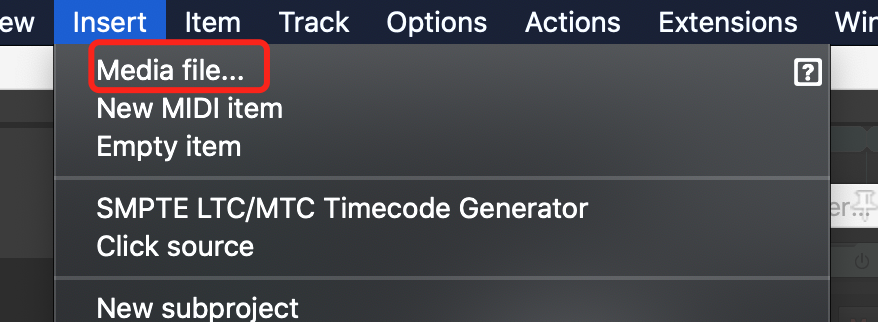 ew Insert Item Track Options Actions Extensions Win
Media file... ?
New MIDI item
Empty item
SMPTE LTC/MTC Timecode Generator
er...
Click source
New subproject